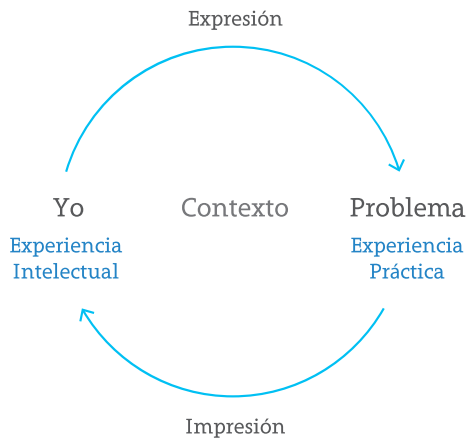 Expresión
Yo
Contexto
Problema
Experiencia
Intelectual
Experiencia
Práctica
Impresión